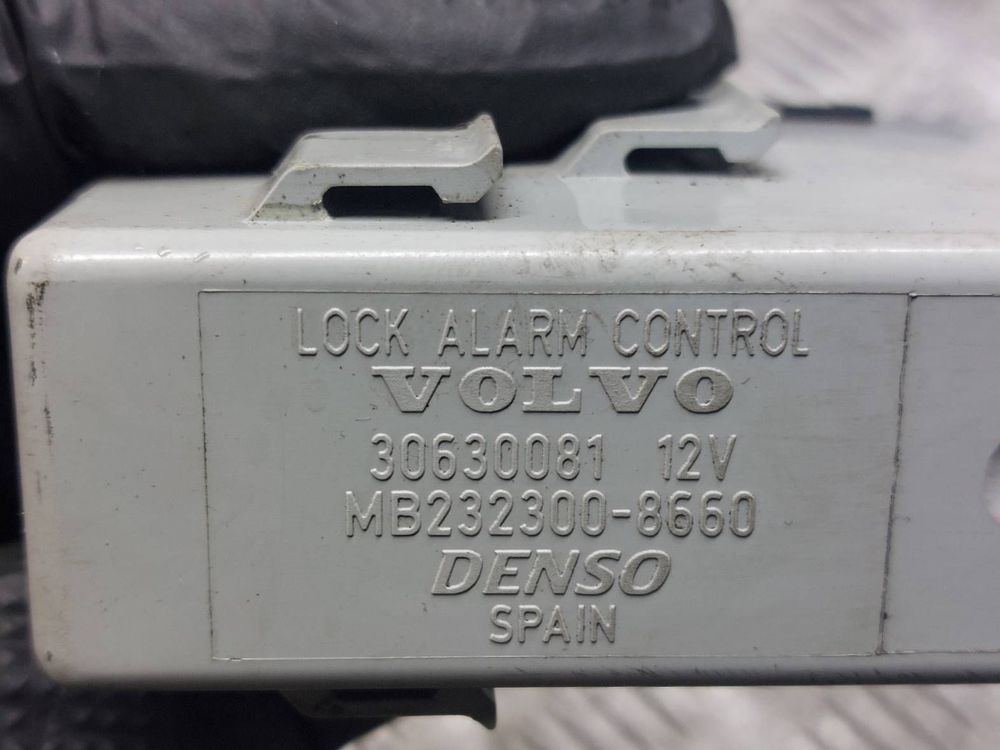 LOCK ALARM CONTROL
VOLVO
30630081 12V
MB232300-8660
DENSO
SPAIN